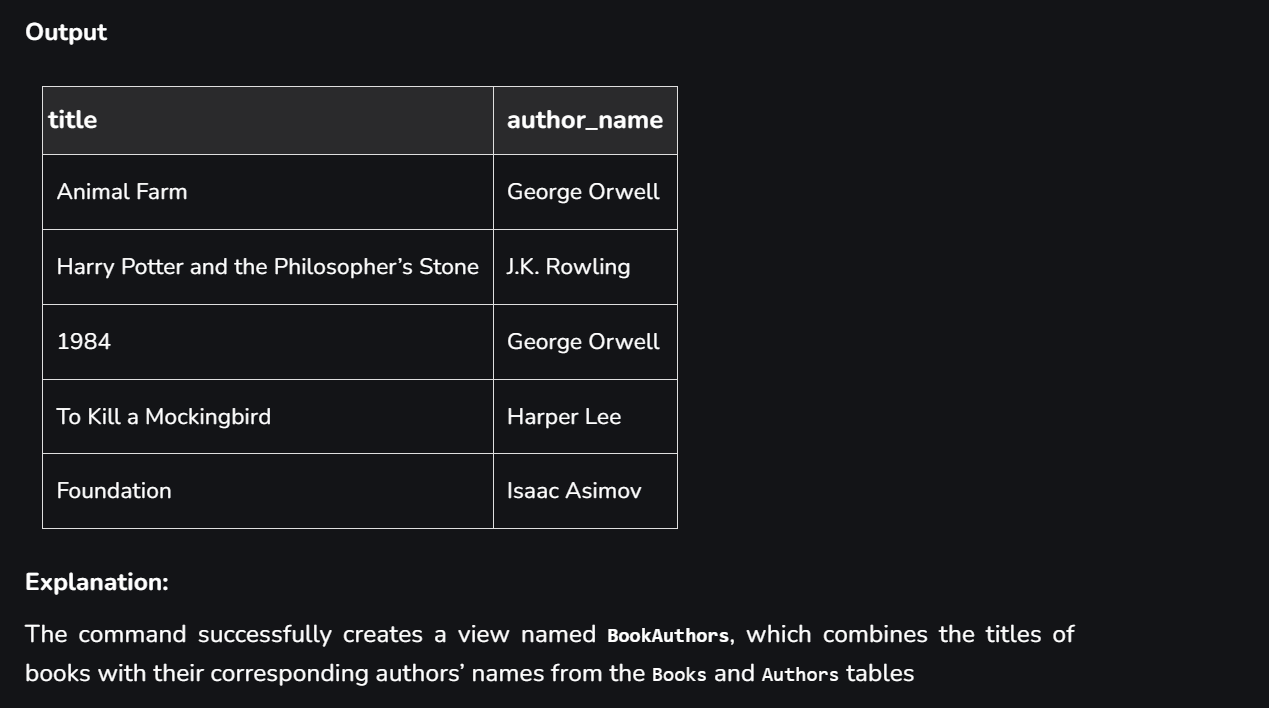 Output
title author_name
Animal Farm George Orwell
Harry Potter and the Philosopher’s Stone J.K. Rowling
1984 George Orwell
To Kill a Mockingbird Harper Lee
Foundation Isaac Asimov
Explanation:
The command successfully creates a view named BookAuthors, which combines the titles of
books with their corresponding authors’ names from the Books and Authors tables